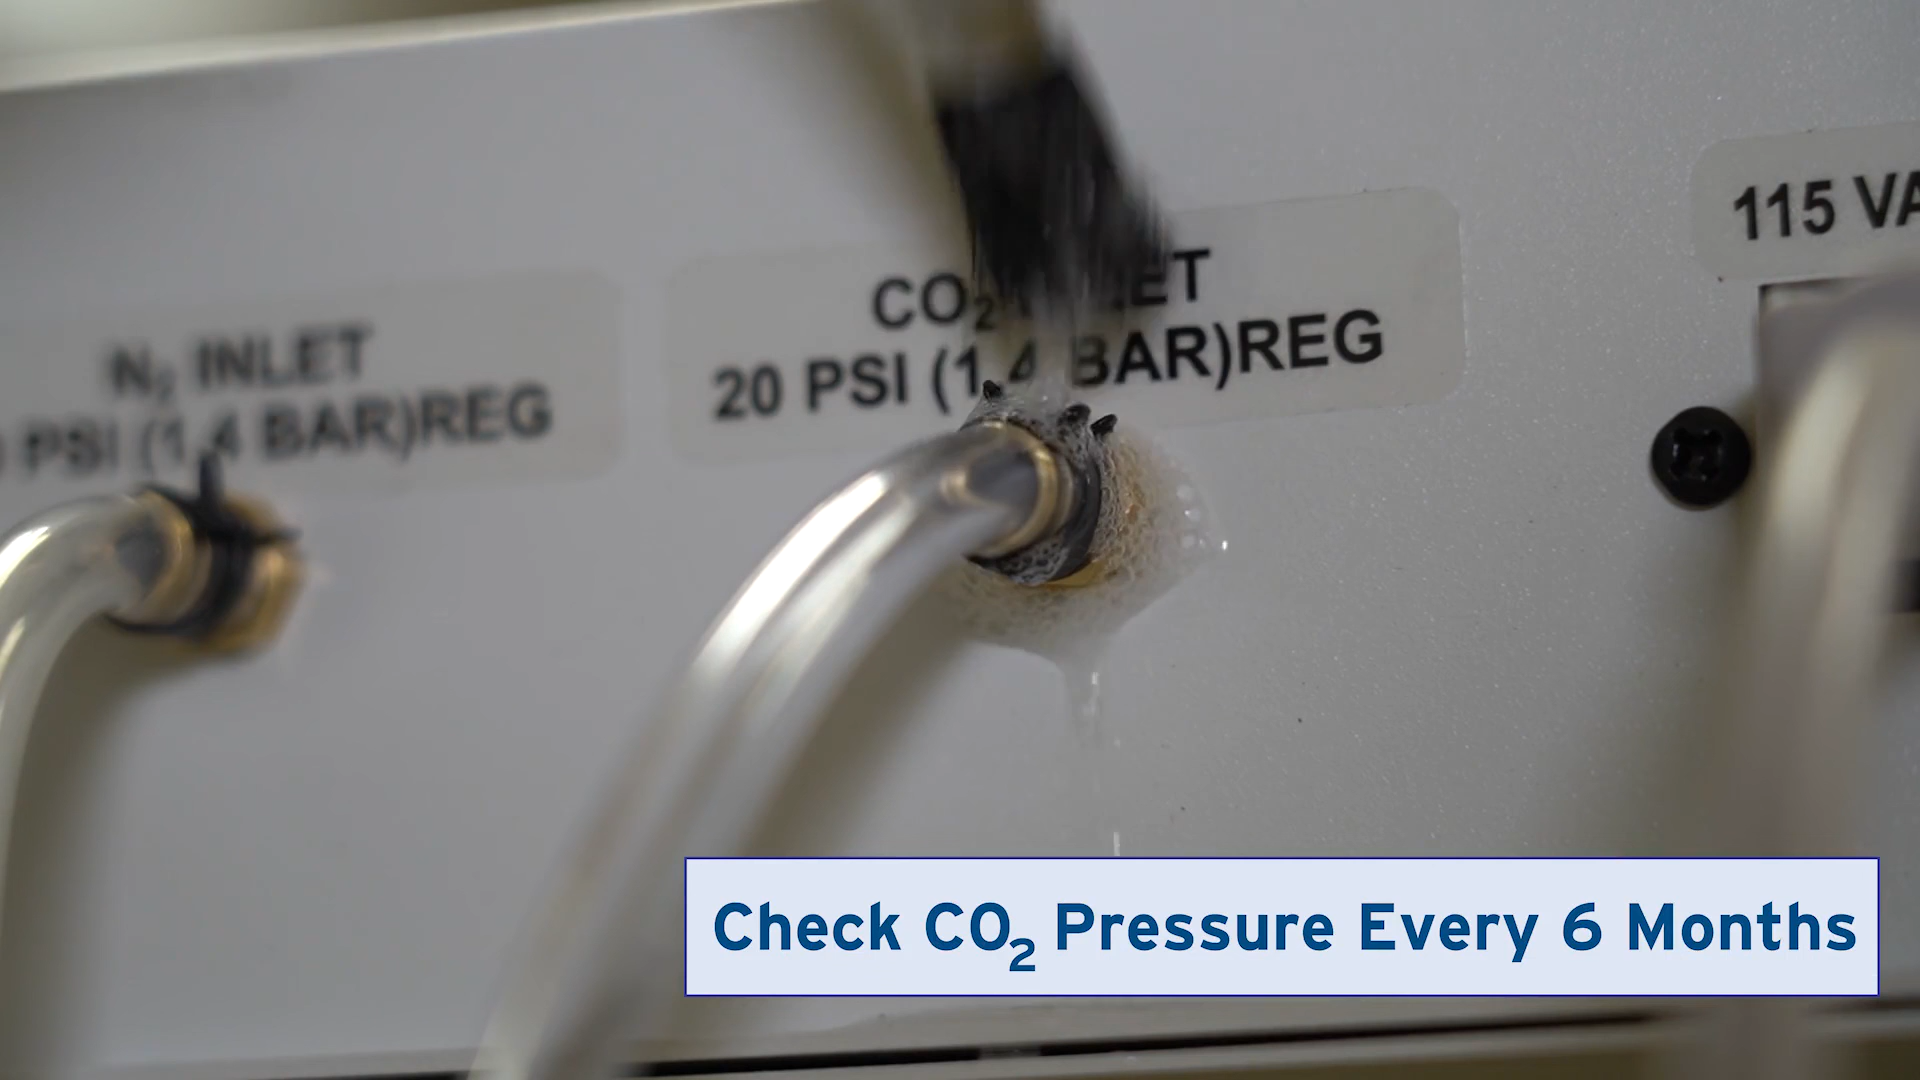 N₂ INLET
PSI (1.4 BAR)REG
CO₂
20 PSI (1.4 BAR)REG
115
Check CO₂ Pressure Every 6 Months